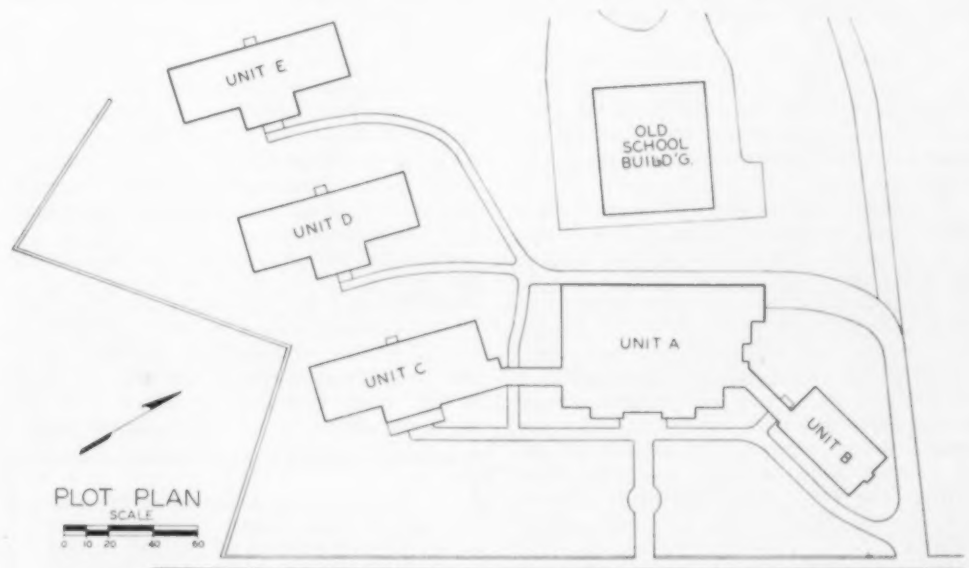 UNIT E
OLD
SCHOOL
BUILD'G.
UNIT D
UNIT A
UNIT C
UNIT B
PLOT PLAN
SCALE
0 10 20 40 60